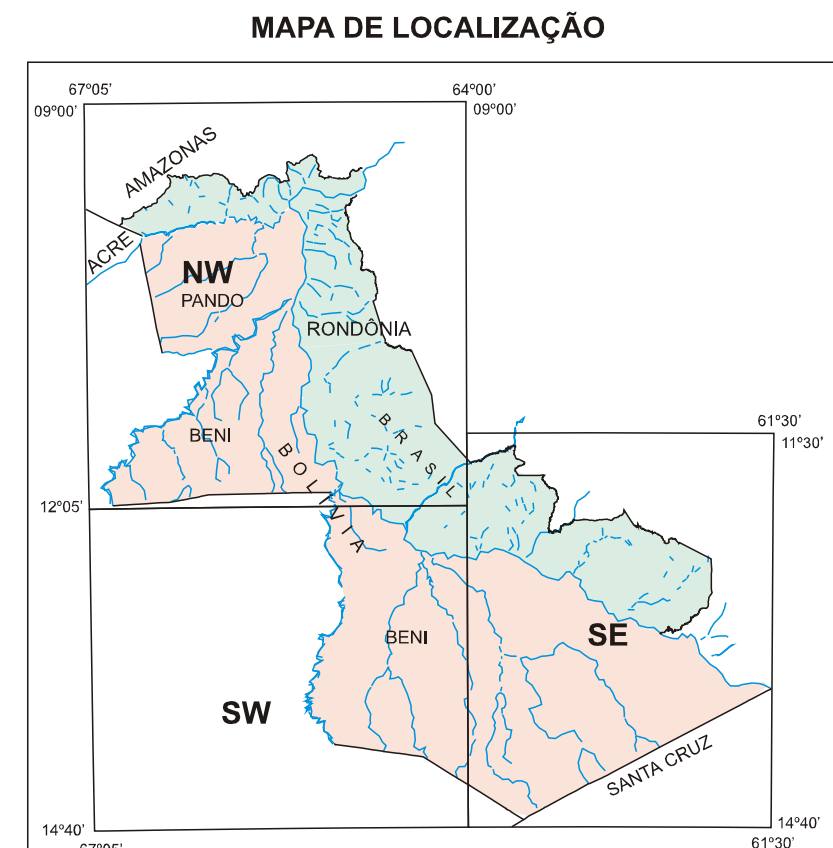 MAPA DE LOCALIZAÇÃO
67º05'
64º00'
09º00'
09º00'
AMAZONAS
ACRE
NW
PANDO
RONDÔNIA
BRASIL
BENI
BOLIVIA
61º30'
11º30'
12º05'
BENI
SE
SW
SANTA CRUZ
14º40'
14º40'
67º05'
61º30'